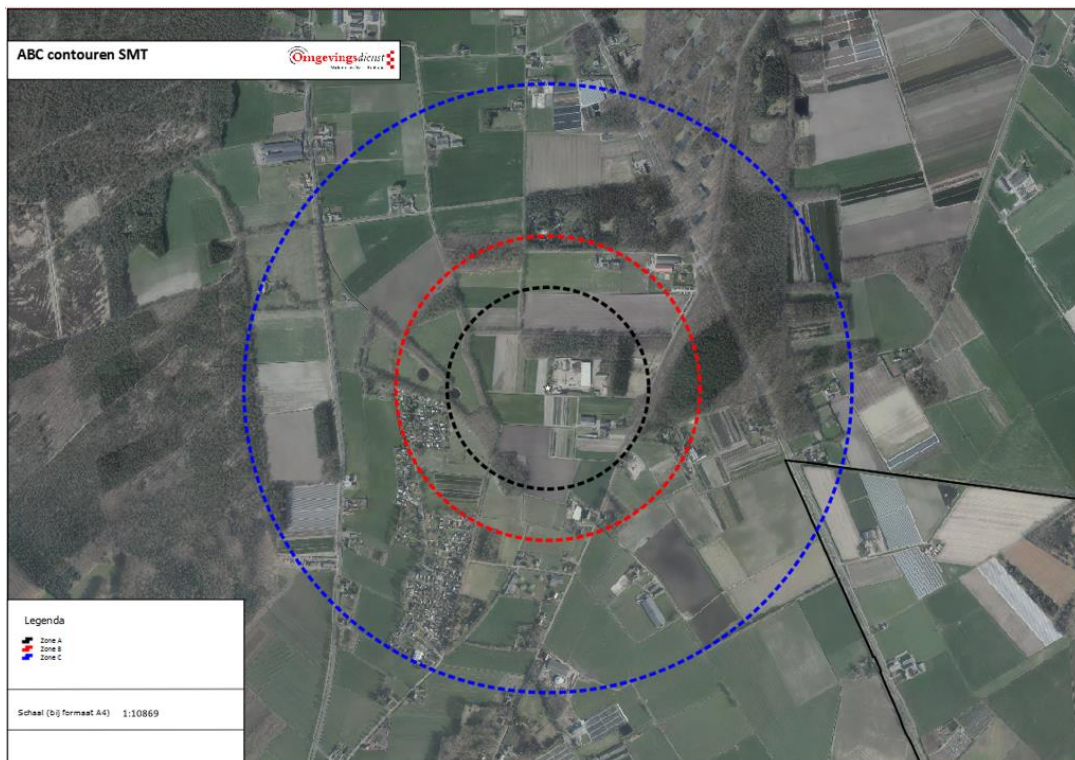 ABC contouren SMT
Omgevingsdienst
Legenda
Zone A
Zone B
Zone C
Schaal (bij formaat A4) 1:10869